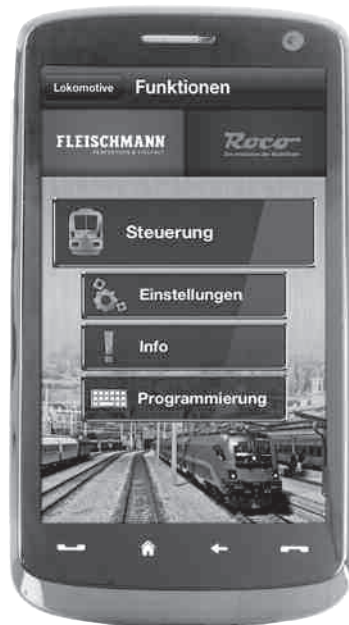 Lokomotive Funktionen
FLEISCHMANN
Roco
Steuerung
Einstellungen
Info
Programmierung